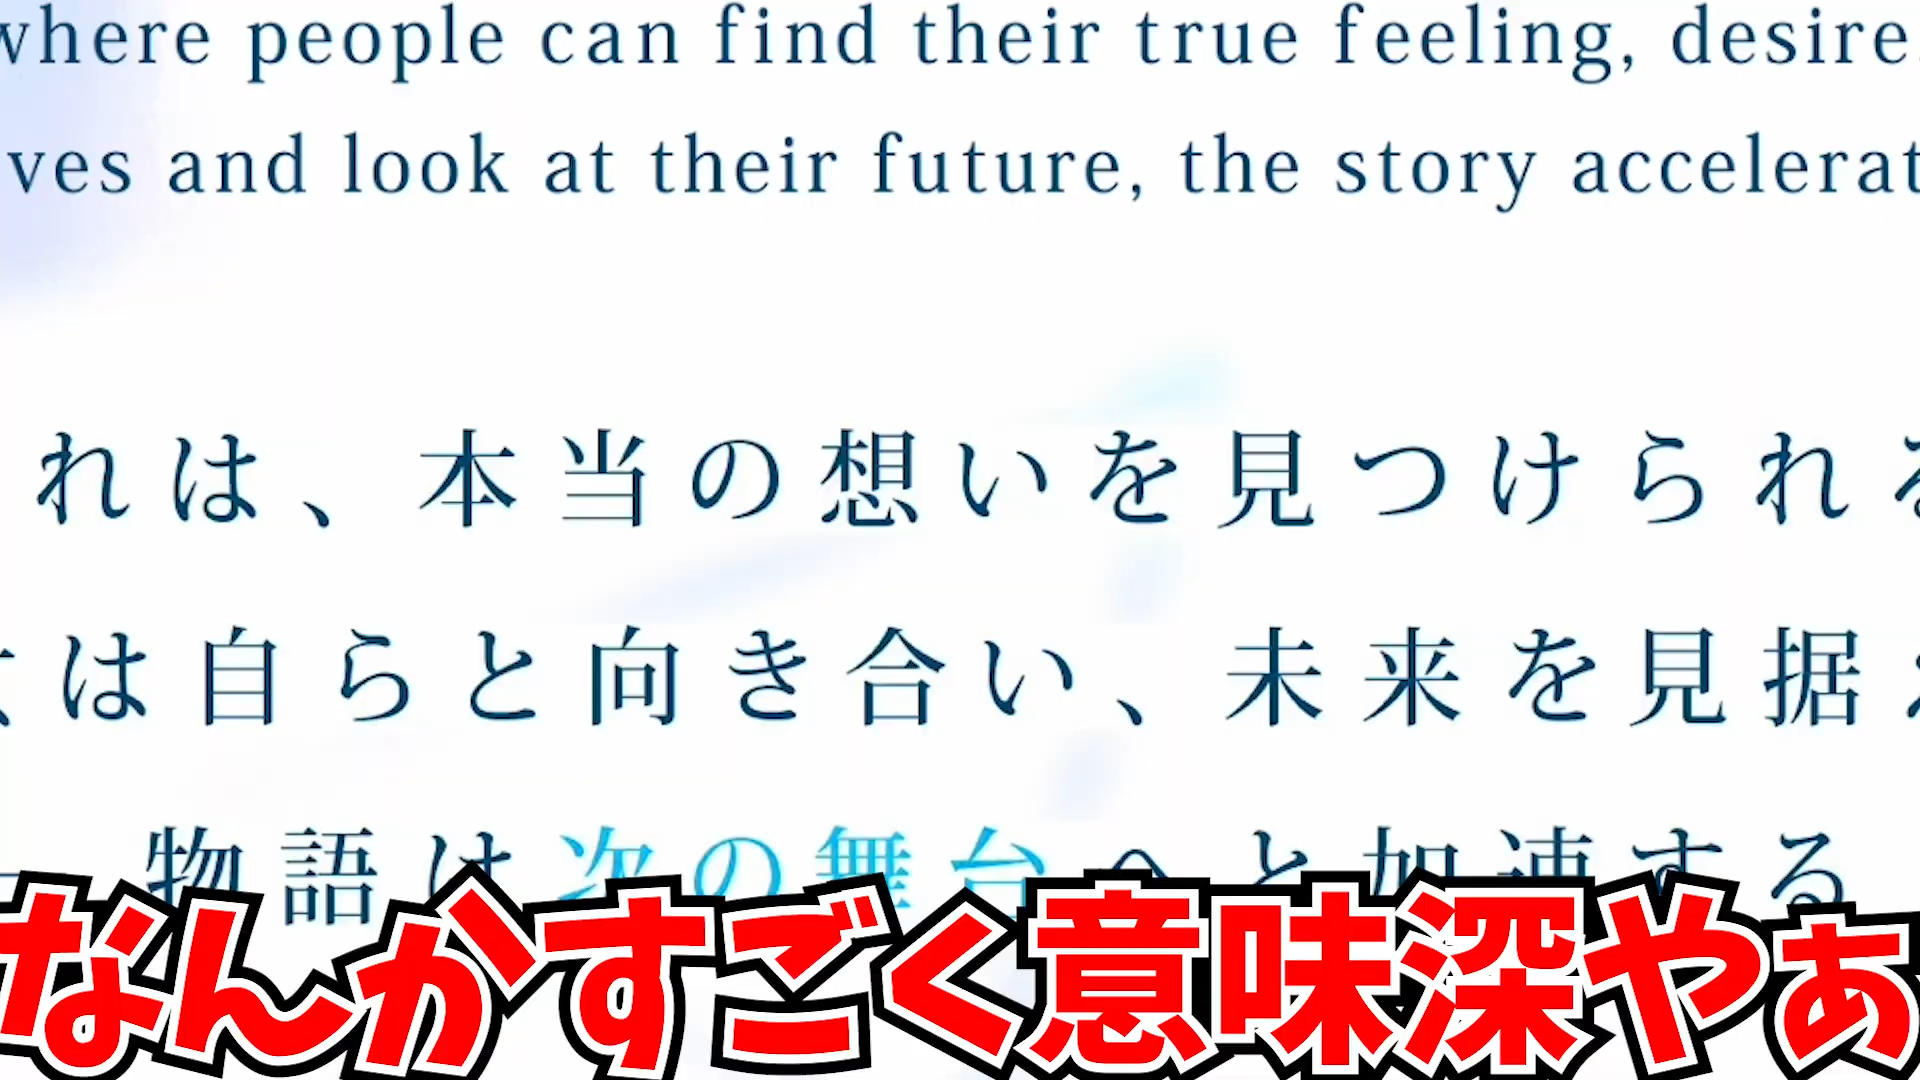 where people can find their true feeling, desire
ves and look at their future, the story accelerat
れは、本当の想いを見つけられる
は自らと向き合い、未来を見据
物語は次の舞台へと加速する
なんかすごく意味深やぁ